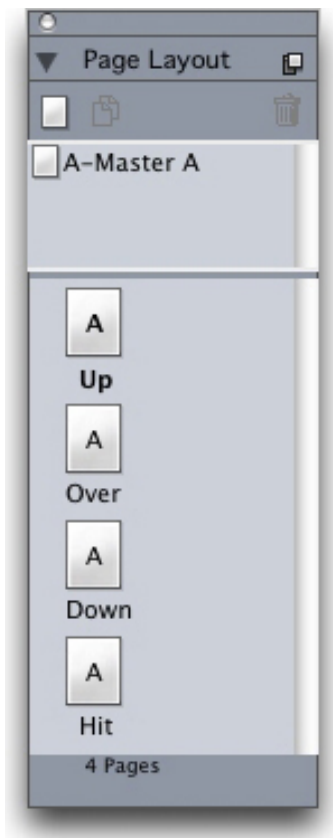 Page Layout
A-Master A
A
Up
A
Over
A
Down
A
Hit
4 Pages